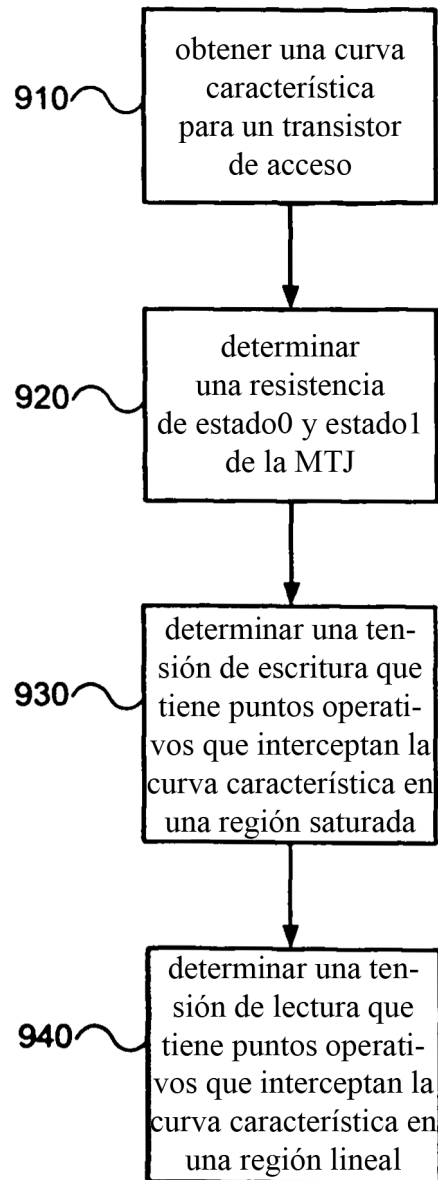 910
obtener una curva
característica
para un transistor
de acceso
920
determinar
una resistencia
de estado0 y estado1
de la MTJ
930
determinar una ten-
sión de escritura que
tiene puntos operati-
vos que interceptan la
curva característica en
una región saturada
940
determinar una ten-
sión de lectura que
tiene puntos operati-
vos que interceptan la
curva característica en
una región lineal